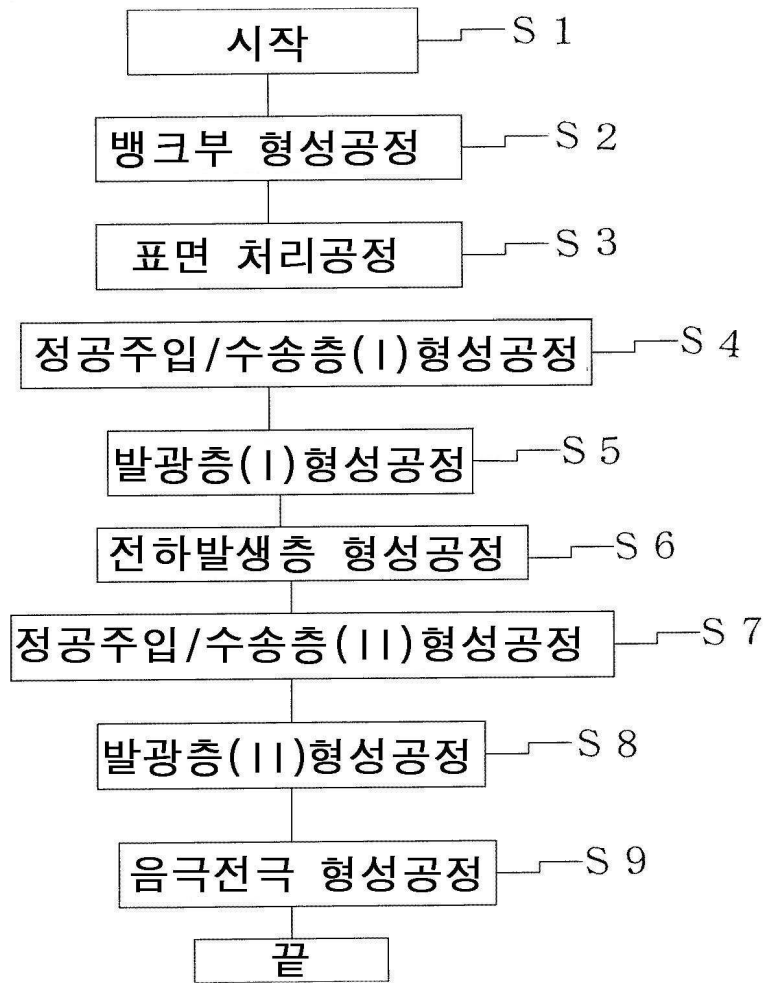 시작 S 1
뱅크부 형성공정 S 2
표면 처리공정 S 3
정공주입/수송층(I)형성공정 S 4
발광층(I)형성공정 S 5
전하발생층 형성공정 S 6
정공주입/수송층(II)형성공정 S 7
발광층(II)형성공정 S 8
음극전극 형성공정 S 9
끝